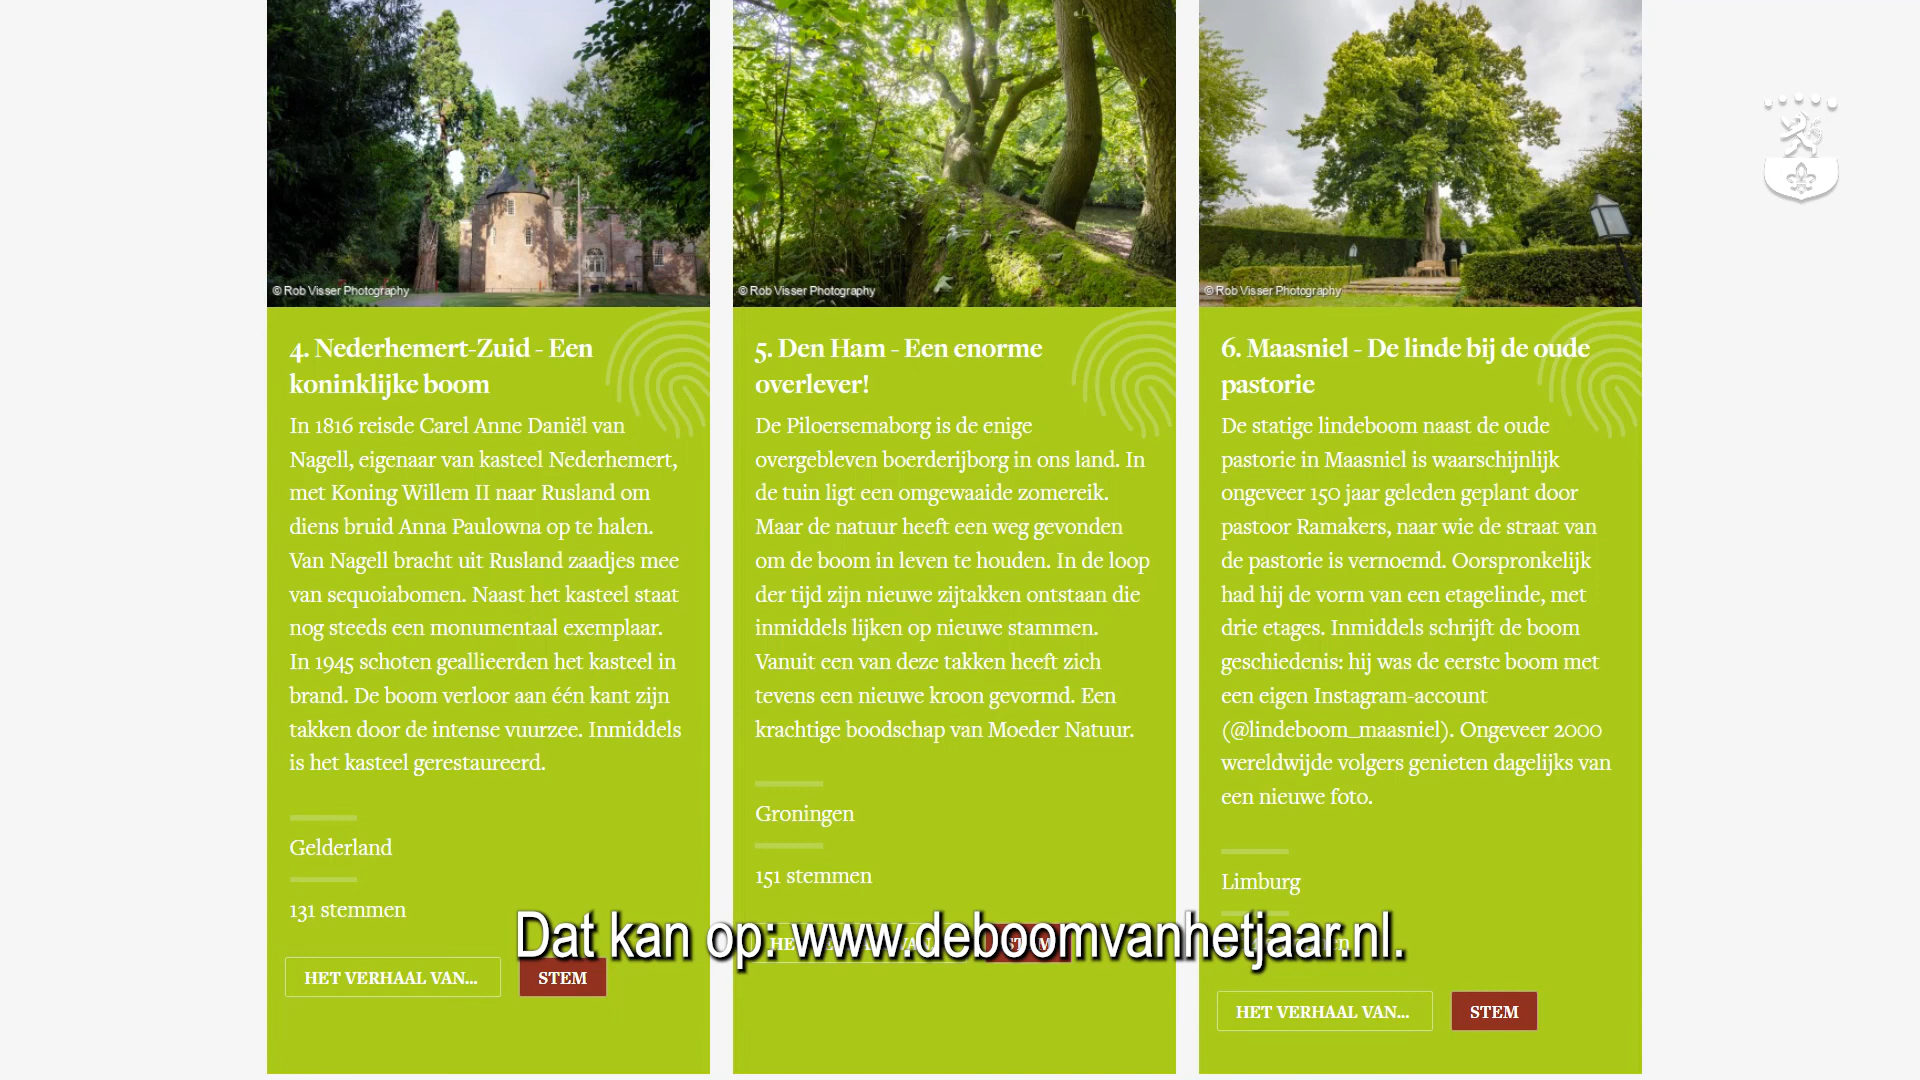 © Rob Visser Photography
4. Nederhemert-Zuid - Een
koninklijke boom
In 1816 reisde Carel Anne Daniël van
Nagell, eigenaar van kasteel Nederhemert,
met Koning Willem II naar Rusland om
diens bruid Anna Paulowna op te halen.
Van Nagell bracht uit Rusland zaadjes mee
van sequoiabomen. Naast het kasteel staat
nog steeds een monumentaal exemplaar.
In 1945 schoten geallieerden het kasteel in
brand. De boom verloor aan één kant zijn
takken door de intense vuurzee. Inmiddels
is het kasteel gerestaureerd.
Gelderland
131 stemmen
HET VERHAAL VAN...
STEM
© Rob Visser Photography
5. Den Ham - Een enorme
overlever!
De Piloersemaborg is de enige
overgebleven boerderijborg in ons land. In
de tuin ligt een omgewaaide zomereik.
Maar de natuur heeft een weg gevonden
om de boom in leven te houden. In de loop
der tijd zijn nieuwe zijtakken ontstaan die
inmiddels lijken op nieuwe stammen.
Vanuit een van deze takken heeft zich
tevens een nieuwe kroon gevormd. Een
krachtige boodschap van Moeder Natuur.
Groningen
151 stemmen
© Rob Visser Photography
6. Maasniel - De linde bij de oude
pastorie
De statige lindeboom naast de oude
pastorie in Maasniel is waarschijnlijk
ongeveer 150 jaar geleden geplant door
pastoor Ramakers, naar wie de straat van
de pastorie is vernoemd. Oorspronkelijk
had hij de vorm van een etagelinde, met
drie etages. Inmiddels schrijft de boom
geschiedenis: hij was de eerste boom met
een eigen Instagram-account
(@lindeboom_maasniel). Ongeveer 2000
wereldwijde volgers genieten dagelijks van
een nieuwe foto.
Limburg
HET VERHAAL VAN...
STEM
Dat kan op: www.deboomvanhetjaar.nl.